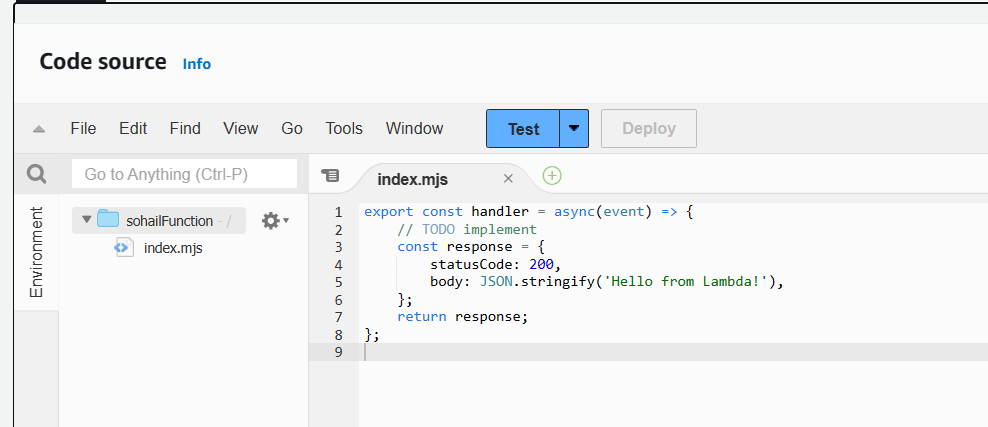 Code source Info
File Edit Find View Go Tools Window Test Deploy
Go to Anything (Ctrl-P)
index.mjs
Environment
sohailFunction - /
index.mjs
1 export const handler = async(event) => {
2     // TODO implement
3     const response = {
4         statusCode: 200,
5         body: JSON.stringify('Hello from Lambda!'),
6     };
7     return response;
8 };
9